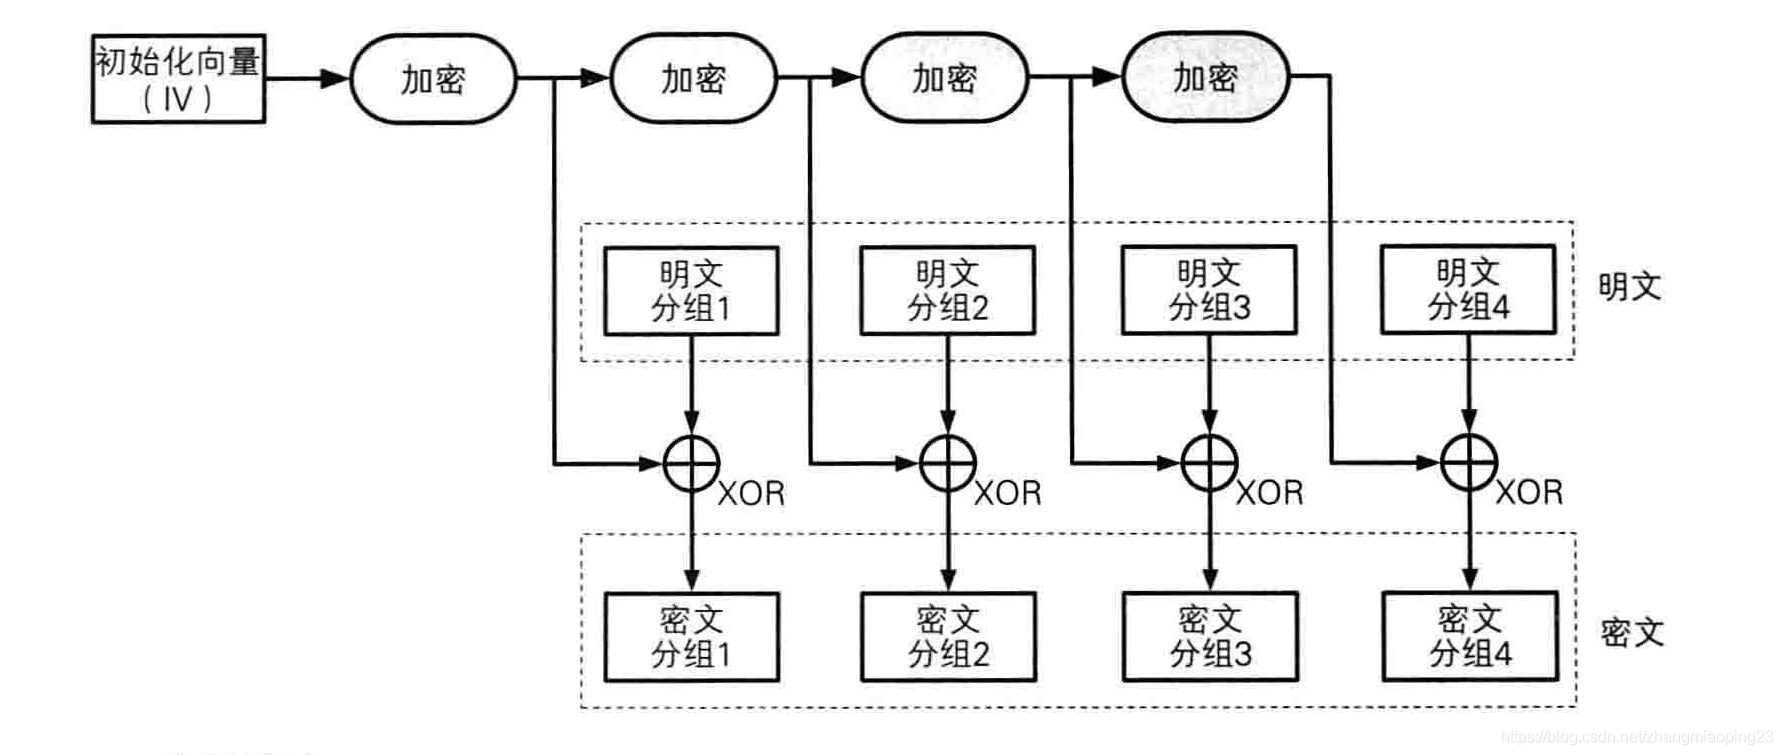 初始化向量
（IV）
加密
加密
加密
加密
明文
分组1
明文
分组2
明文
分组3
明文
分组4
明文
XOR
XOR
XOR
XOR
密文
分组1
密文
分组2
密文
分组3
密文
分组4
密文
https://blog.csdn.net/zhangmiaoping23